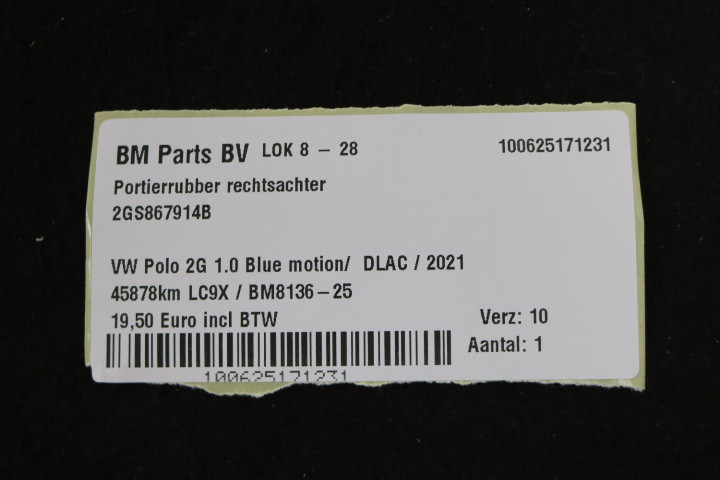 BM Parts BV LOK 8 – 28 100625171231
Portierrubber rechtsachter
2GS867914B
VW Polo 2G 1.0 Blue motion/ DLAC / 2021
45878km LC9X / BM8136–25
19,50 Euro incl BTW Verz: 10
Aantal: 1
100625171231